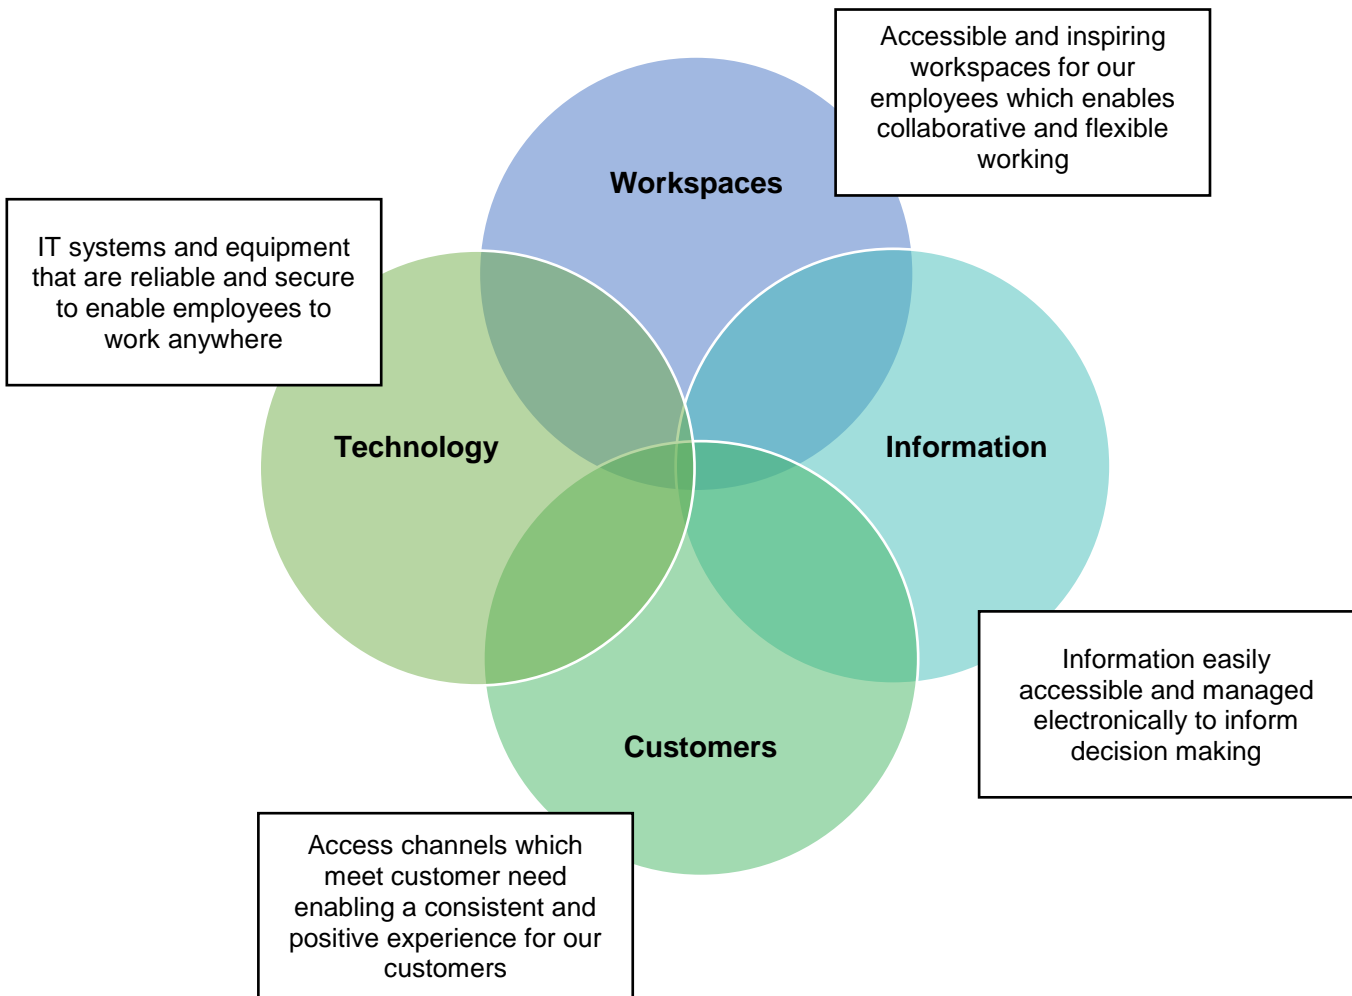 Accessible and inspiring
workspaces for our
employees which enables
collaborative and flexible
working
Workspaces
IT systems and equipment
that are reliable and secure
to enable employees to
work anywhere
Technology
Information
Information easily
accessible and managed
electronically to inform
decision making
Customers
Access channels which
meet customer need
enabling a consistent and
positive experience for our
customers